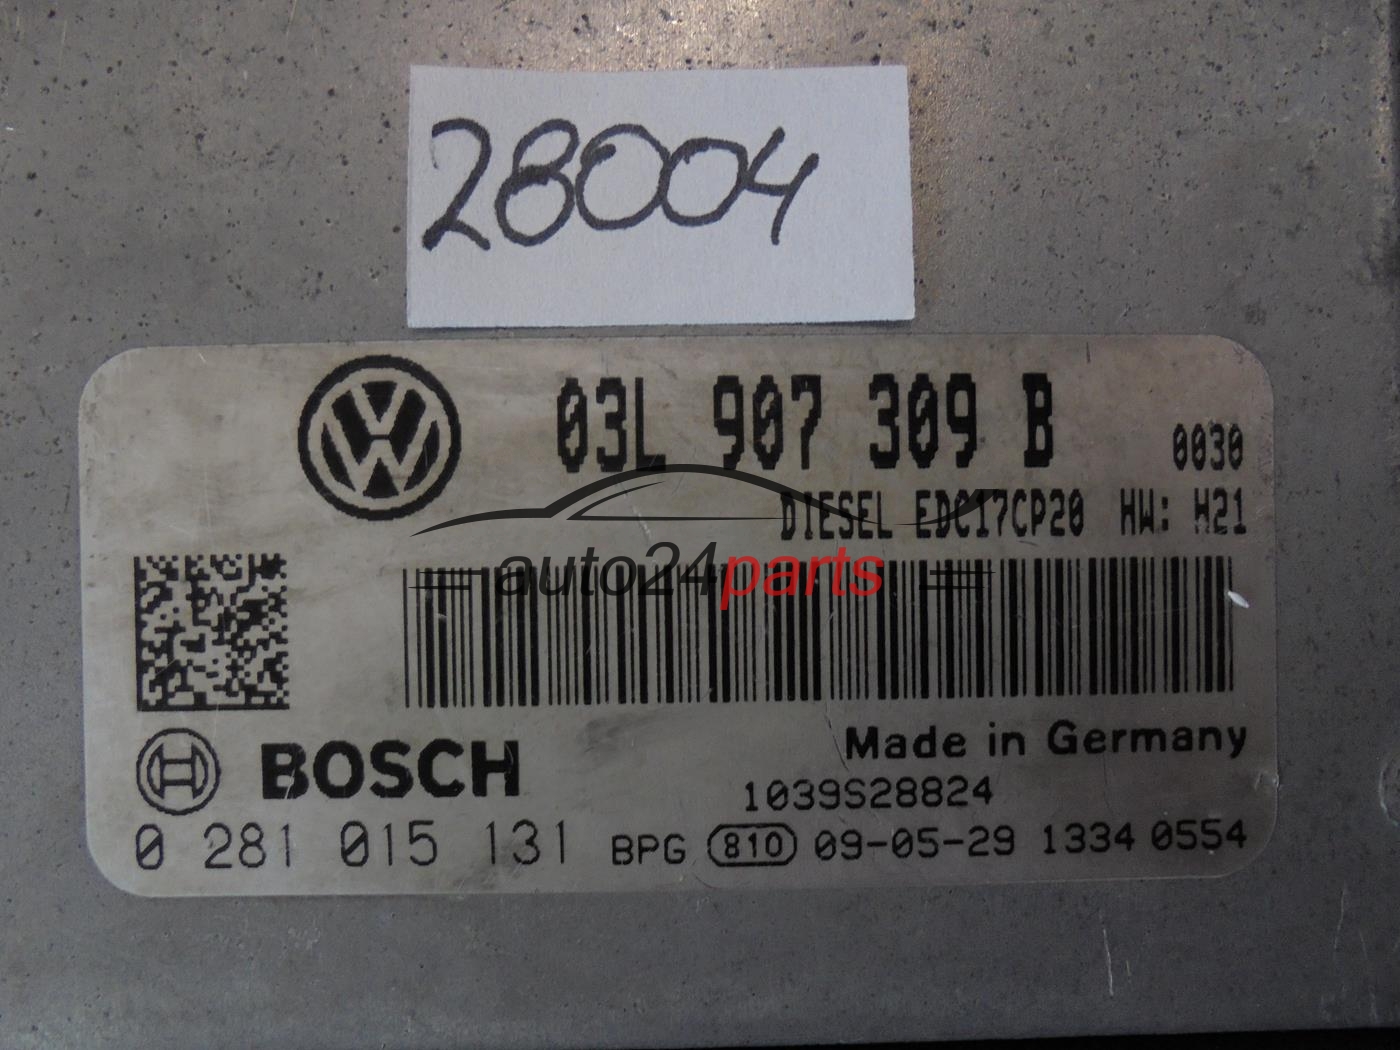 28004
03L 907 309 B
0030
DIESEL EDC17CP20 HW: H21
auto24parts
Made in Germany
BOSCH
1039S28824
0 281 015 131 BPG 810 09-05-29 1334 0554